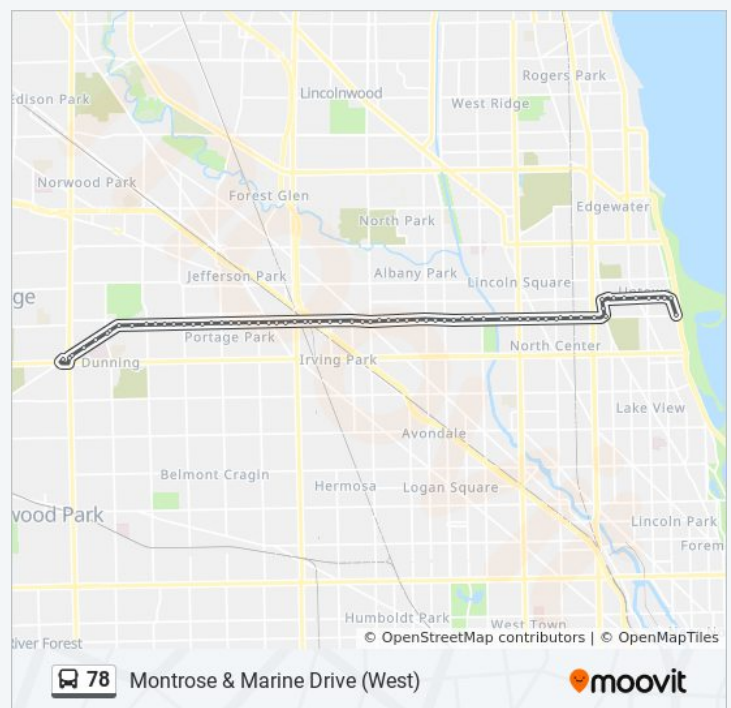 Rogers Park
Lincolnwood
Edison Park
West Ridge
Norwood Park
Forest Glen
Edgewater
North Park
Jefferson Park
Albany Park
Lincoln Square
ge
Portage Park
North Center
Dunning
Irving Park
Lake View
Avondale
Belmont Cragin
Hermosa
Logan Square
wood Park
Lincoln Park
Forem
Humboldt Park
West Town
River Forest
© OpenStreetMap contributors | © OpenMapTiles
78 Montrose & Marine Drive (West)
moovit